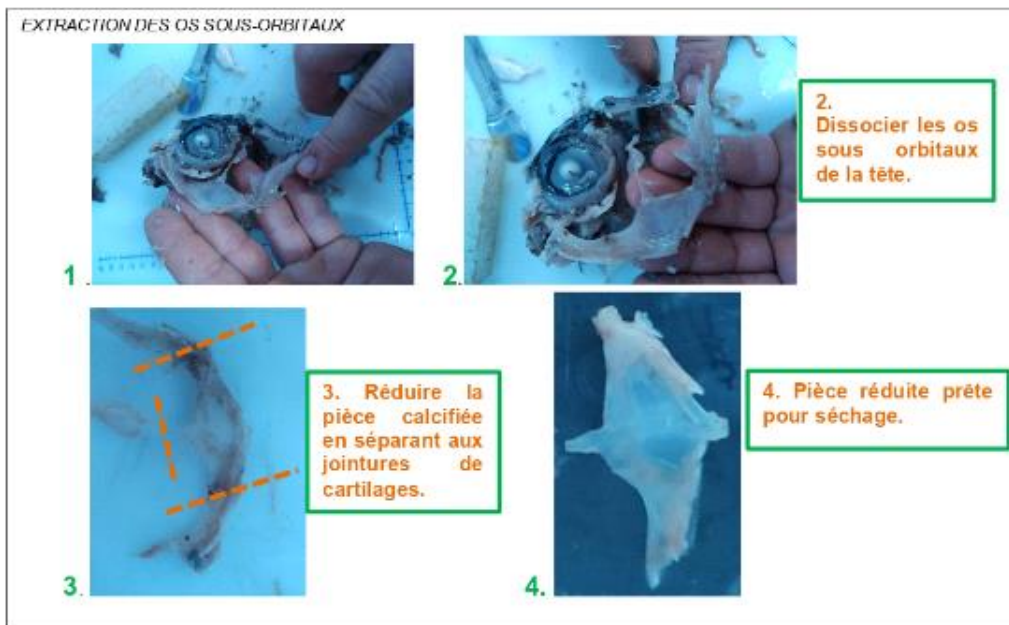 EXTRACTION DES OS SOUS-ORBITAUX
1.
2.
2.
Dissocier les os
sous orbitaux
de la tête.
3.
3. Réduire la
pièce calcifiée
en séparant aux
jointures de
cartilages.
4.
4. Pièce réduite prête
pour séchage.